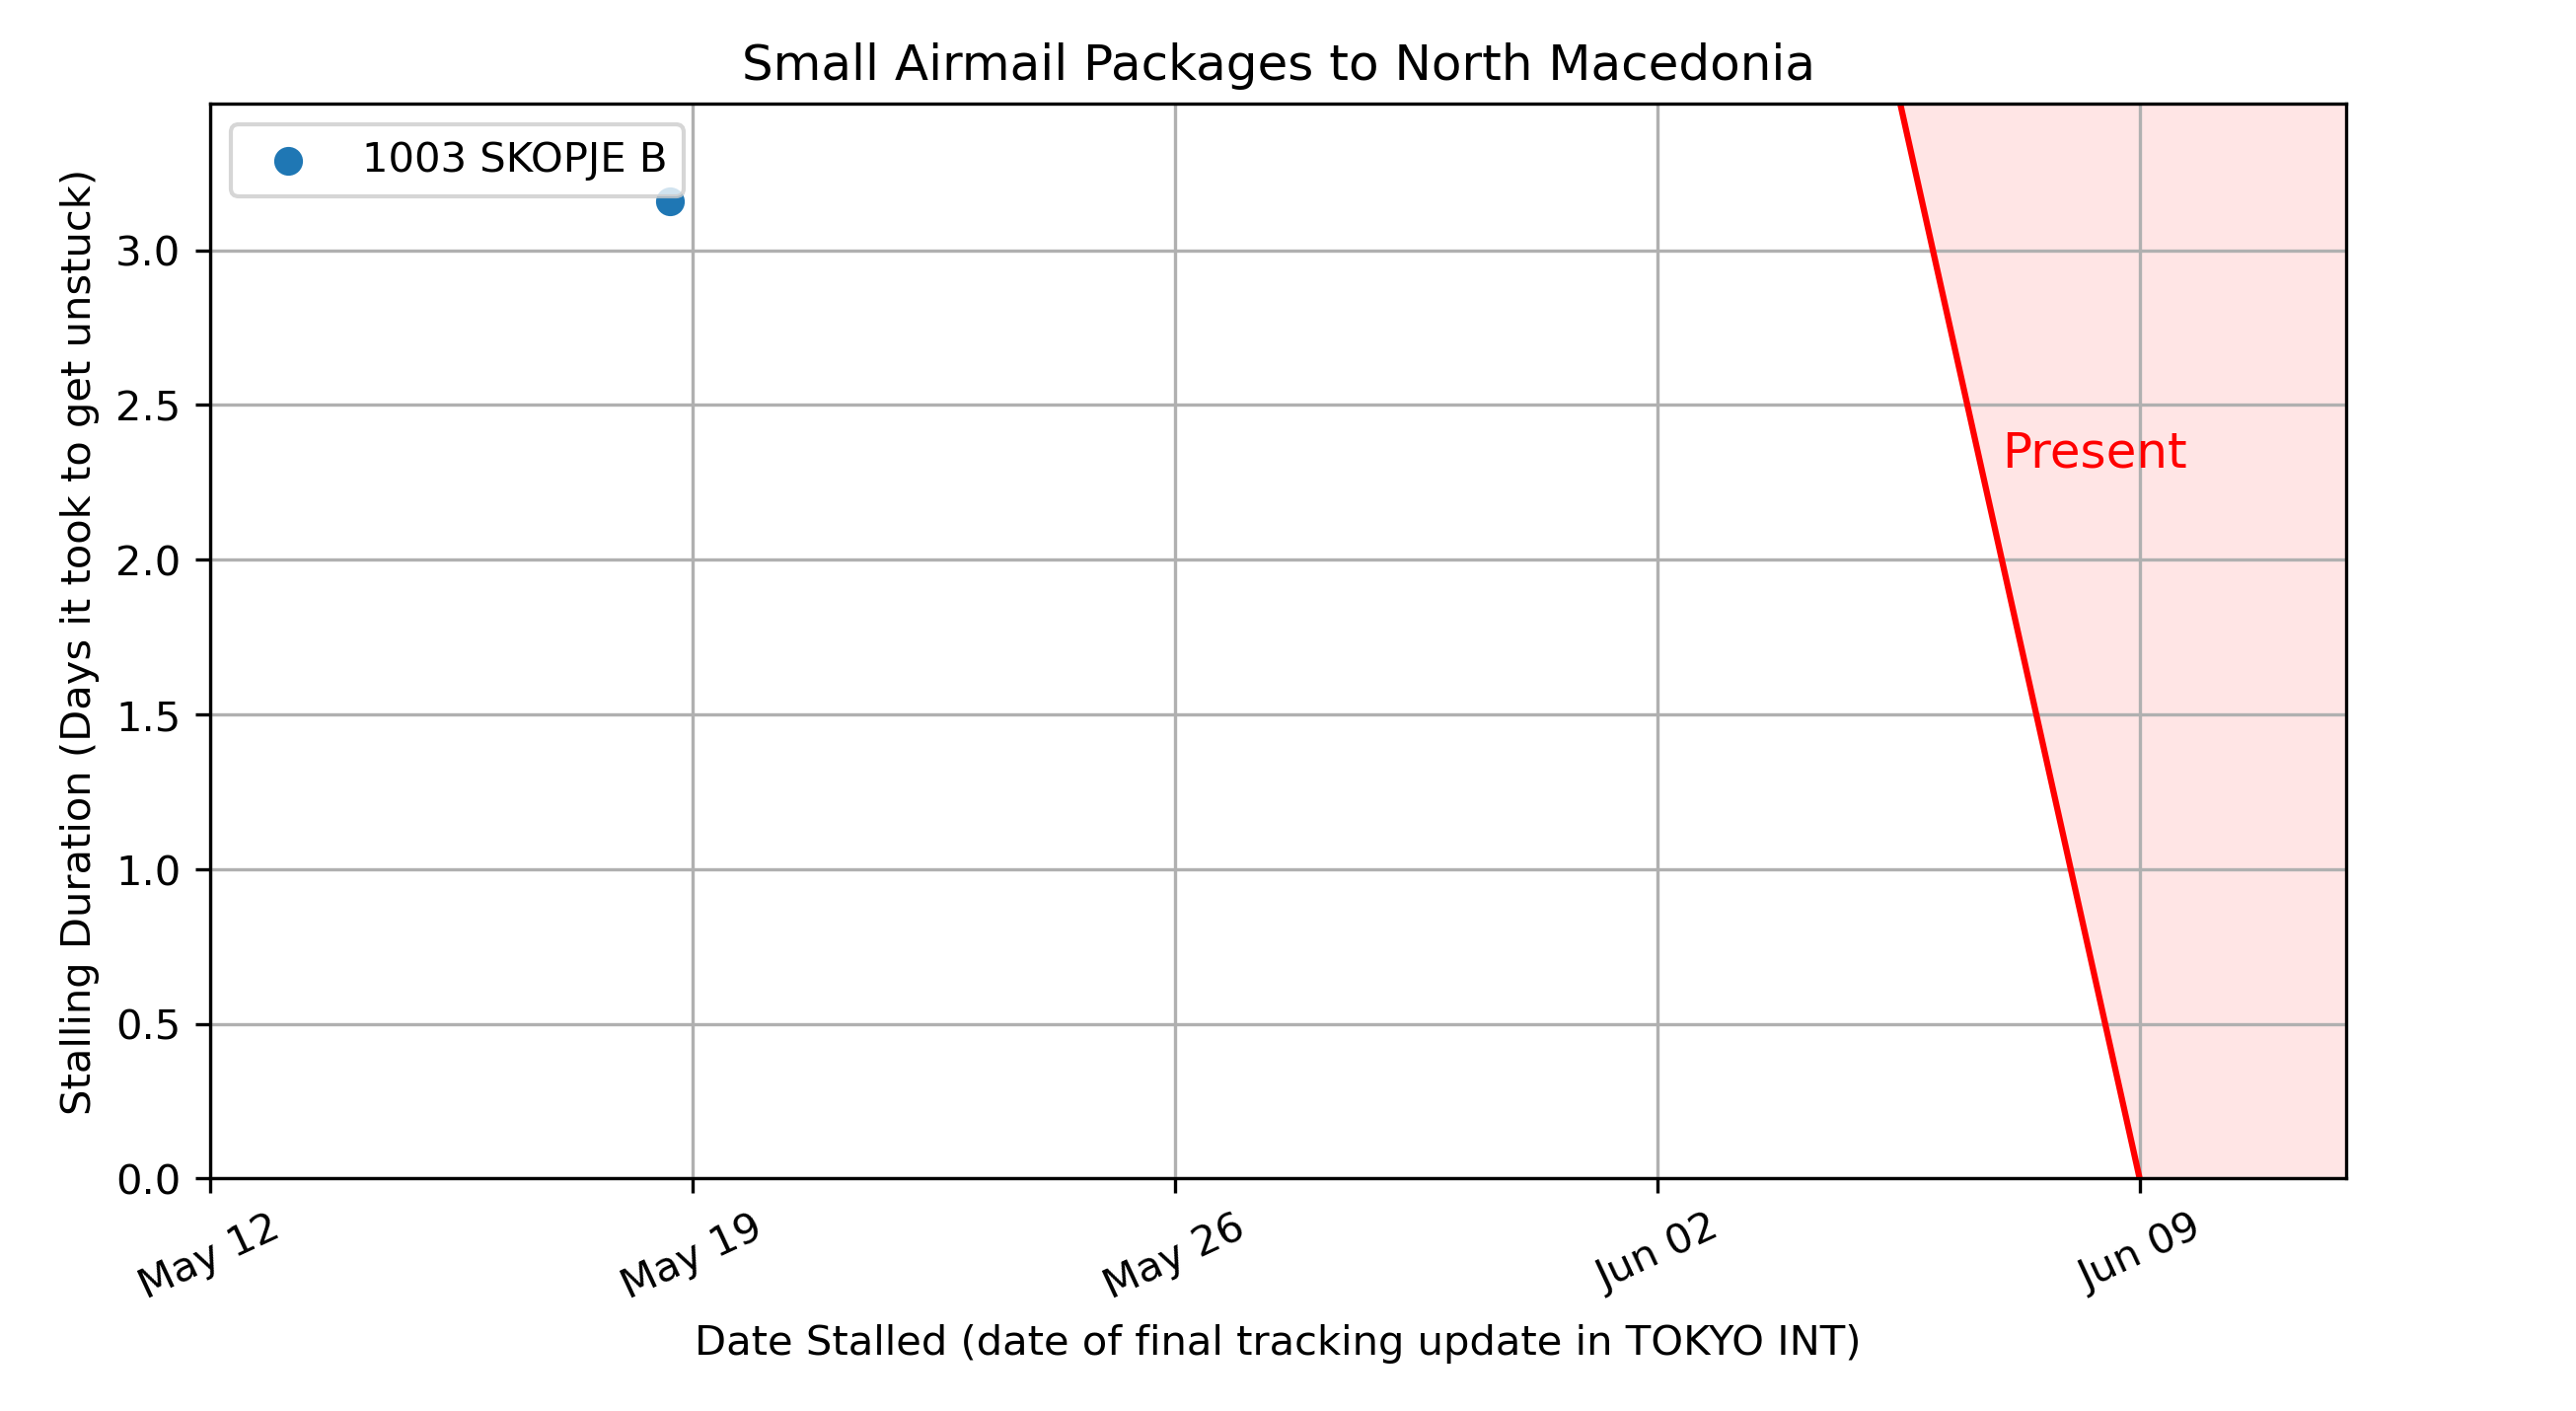 Small Airmail Packages to North Macedonia
1003 SKOPJE B
Stalling Duration (Days it took to get unstuck)
3.0
2.5
2.0
1.5
1.0
0.5
0.0
Present
May 12
May 19
May 26
Jun 02
Jun 09
Date Stalled (date of final tracking update in TOKYO INT)